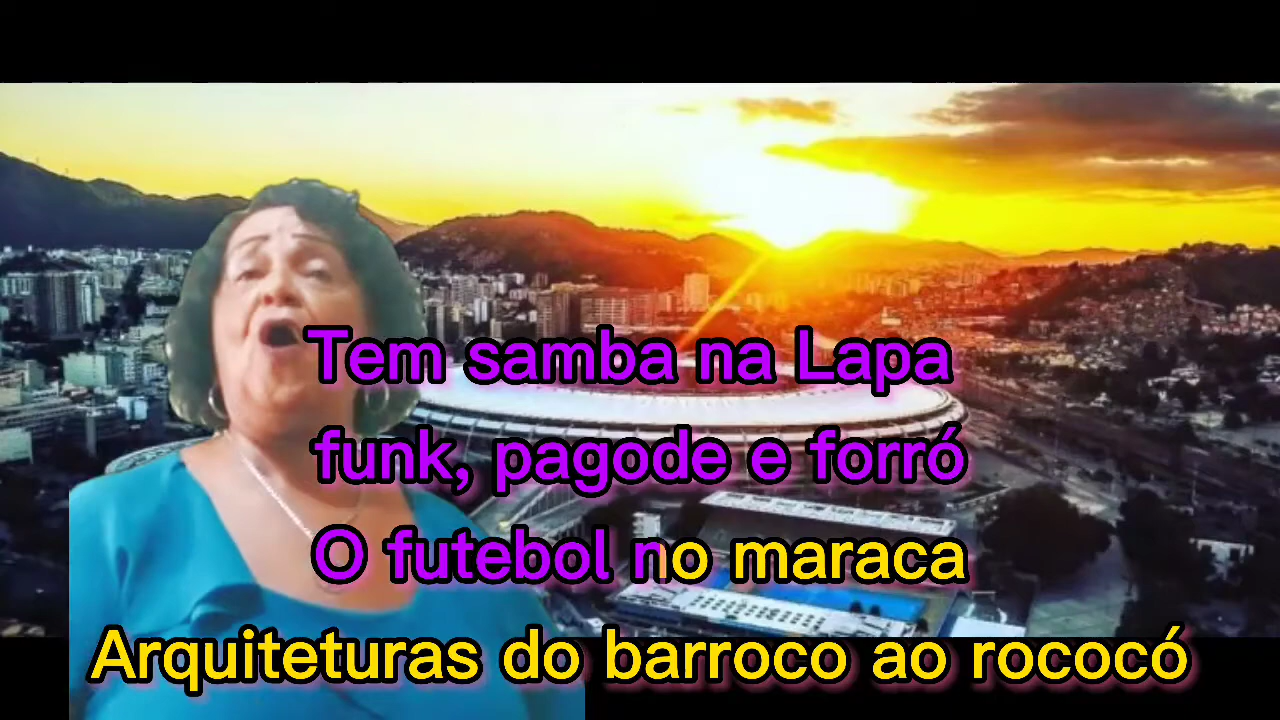 Tem samba na Lapa
funk, pagode e forró
O futebol no maraca
Arquiteturas do barroco ao rococó